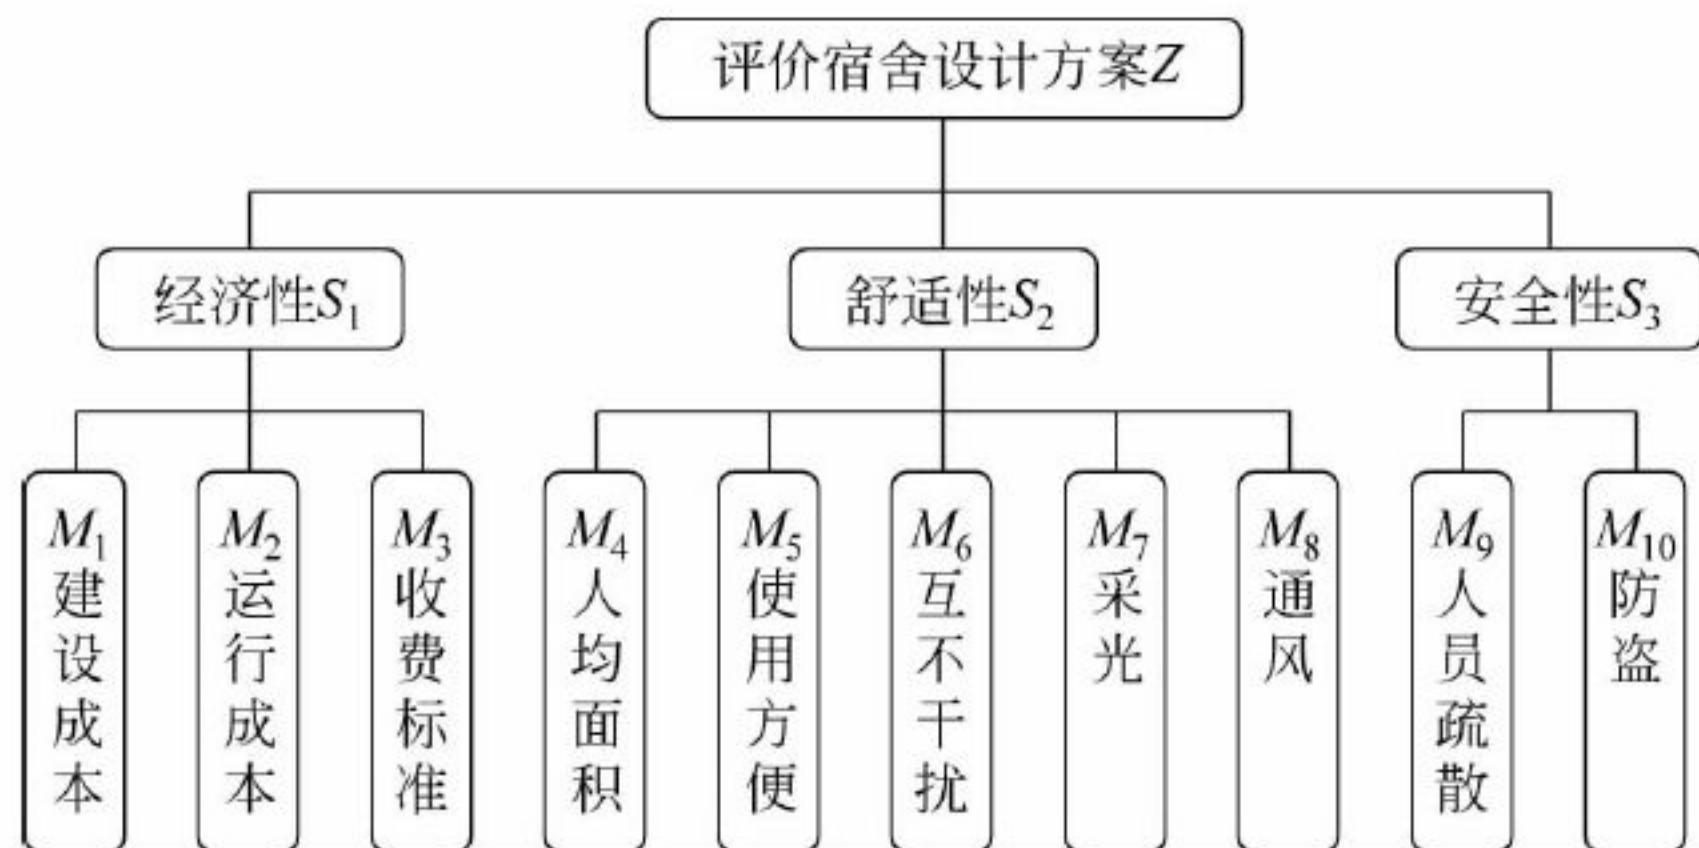 评价宿舍设计方案Z
经济性S₁
舒适性S₂
安全性S₃
M₁建设成本
M₂运行成本
M₃收费标准
M₄人均面积
M₅使用方便
M₆互不干扰
M₇采光
M₈通风
M₉人员疏散
M₁₀防盗